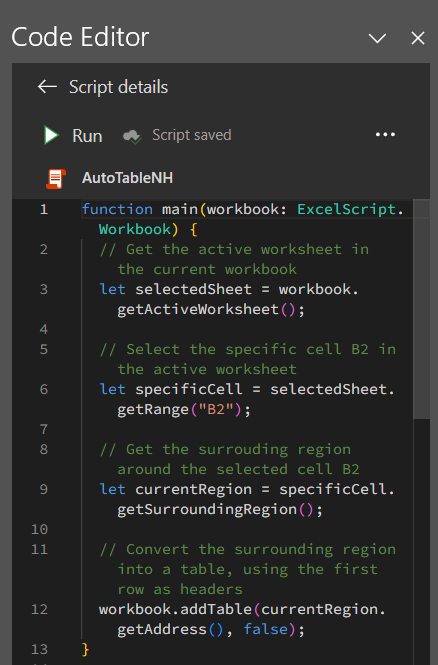 Code Editor
Script details
Run
Script saved
AutoTableNH
1 function main(workbook: ExcelScript.
Workbook) {
2 // Get the active worksheet in
the current workbook
3 let selectedSheet = workbook.
getActiveWorksheet();
4
5 // Select the specific cell B2 in
the active worksheet
6 let specificCell = selectedSheet.
getRange("B2");
7
8 // Get the surrouding region
around the selected cell B2
9 let currentRegion = specificCell.
getSurroundingRegion();
10
11 // Convert the surrounding region
into a table, using the first
row as headers
12 workbook.addTable(currentRegion.
getAddress(), false);
13 }